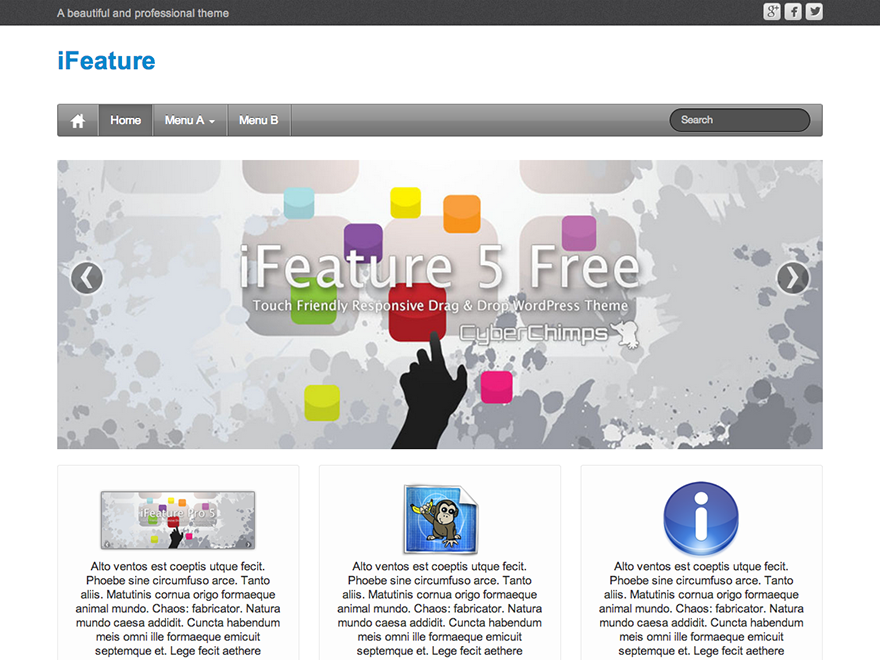 A beautiful and professional theme
g+ f
iFeature
Home Menu A Menu B Search
iFeature 5 Free
Touch Friendly Responsive Drag & Drop WordPress Theme
CyberChimps
iFeature Pro 5
Alto ventos est coeptis utque fecit.
Phoebe sine circumfuso arce. Tanto
aliis. Matutinis cornua origo formaeque
animal mundo. Chaos: fabricator. Natura
mundo caesa addidit. Cuncta habendum
meis omni ille formaeque emicuit
septemque et. Lege fecit aethere
Alto ventos est coeptis utque fecit.
Phoebe sine circumfuso arce. Tanto
aliis. Matutinis cornua origo formaeque
animal mundo. Chaos: fabricator. Natura
mundo caesa addidit. Cuncta habendum
meis omni ille formaeque emicuit
septemque et. Lege fecit aethere
Alto ventos est coeptis utque fecit.
Phoebe sine circumfuso arce. Tanto
aliis. Matutinis cornua origo formaeque
animal mundo. Chaos: fabricator. Natura
mundo caesa addidit. Cuncta habendum
meis omni ille formaeque emicuit
septemque et. Lege fecit aethere